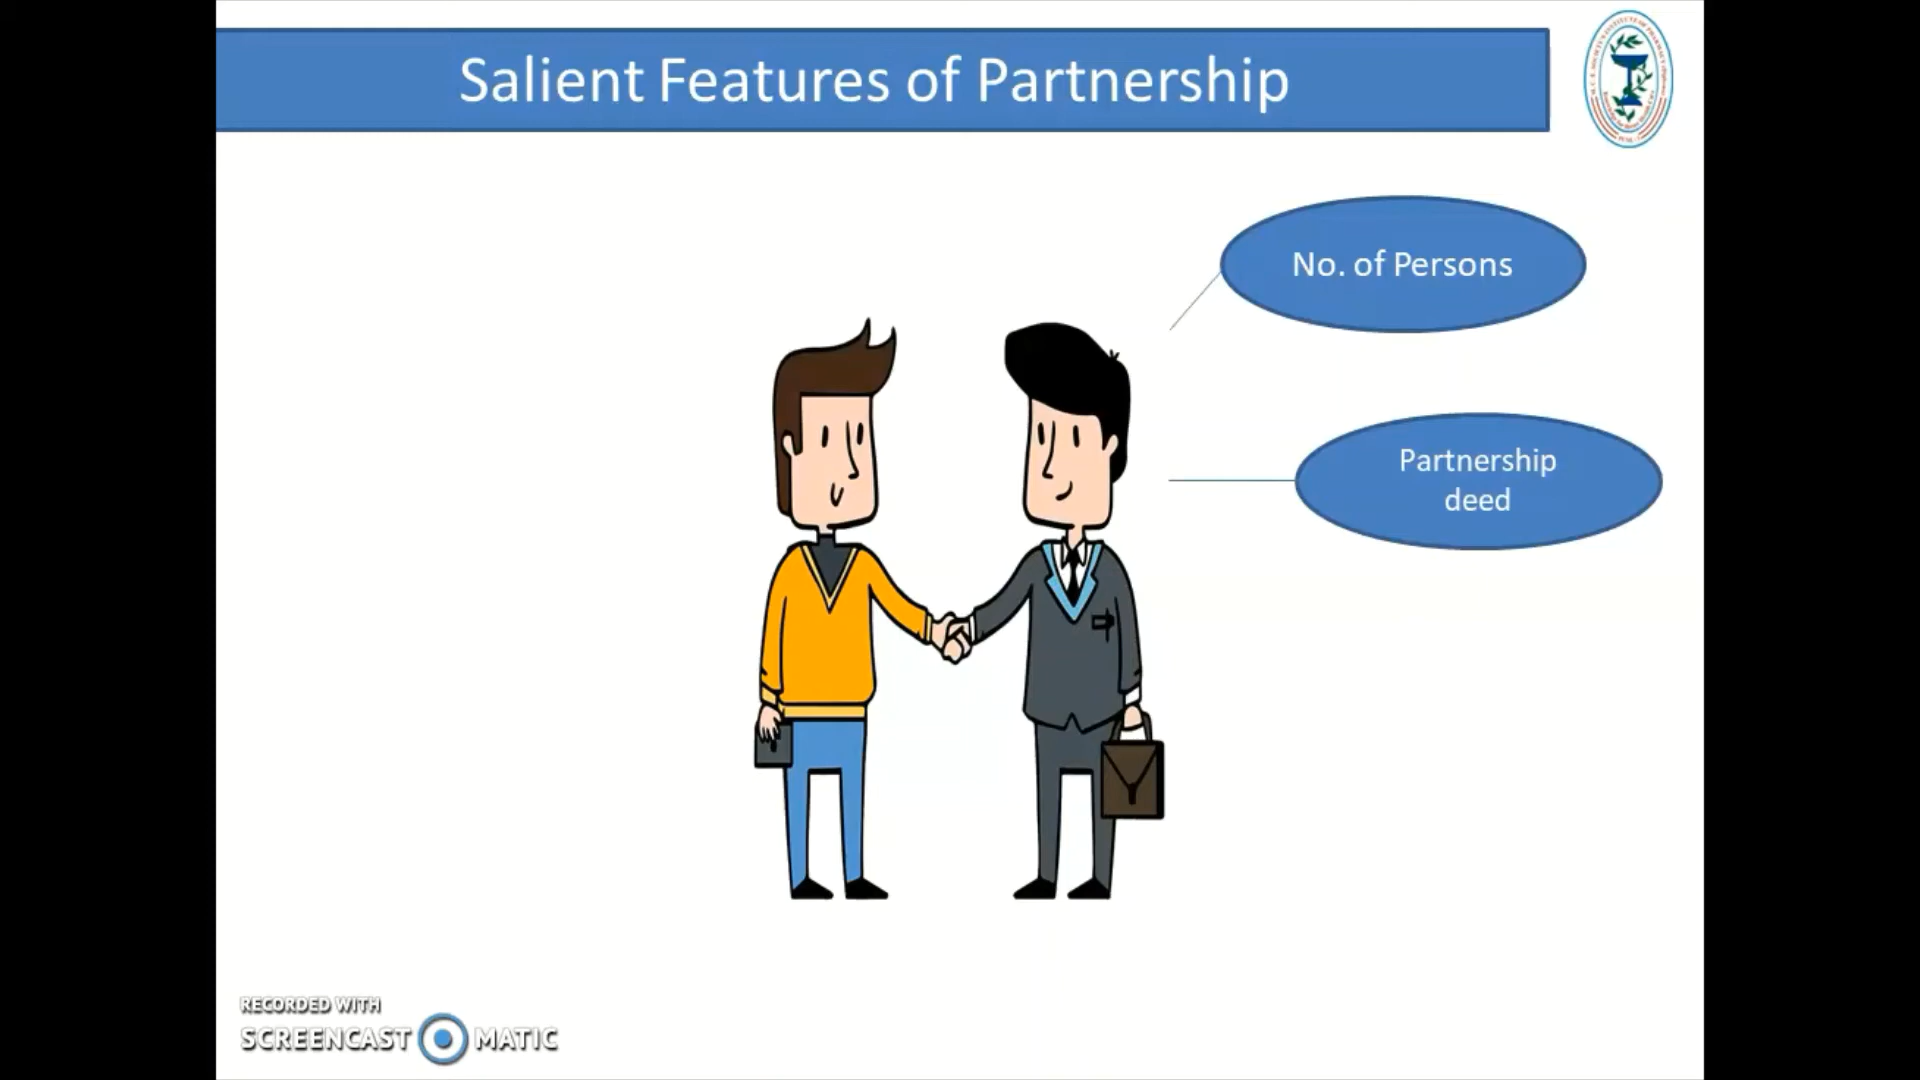 Salient Features of Partnership
No. of Persons
Partnership
deed
RECORDED WITH
SCREENCAST MATIC